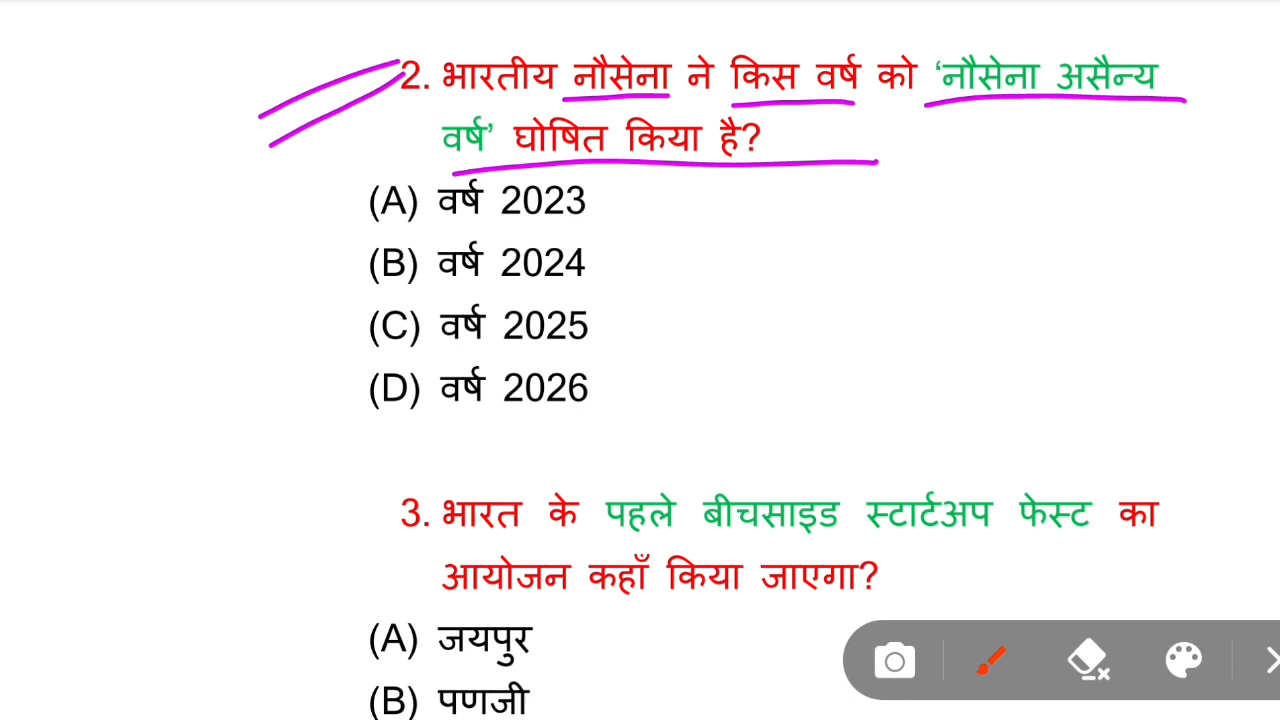 2. भारतीय नौसेना ने किस वर्ष को ‘नौसेना असैन्य
वर्ष’ घोषित किया है?
(A) वर्ष 2023
(B) वर्ष 2024
(C) वर्ष 2025
(D) वर्ष 2026
3. भारत के पहले बीचसाइड स्टार्टअप फेस्ट का
आयोजन कहाँ किया जाएगा?
(A) जयपुर
(B) पणजी